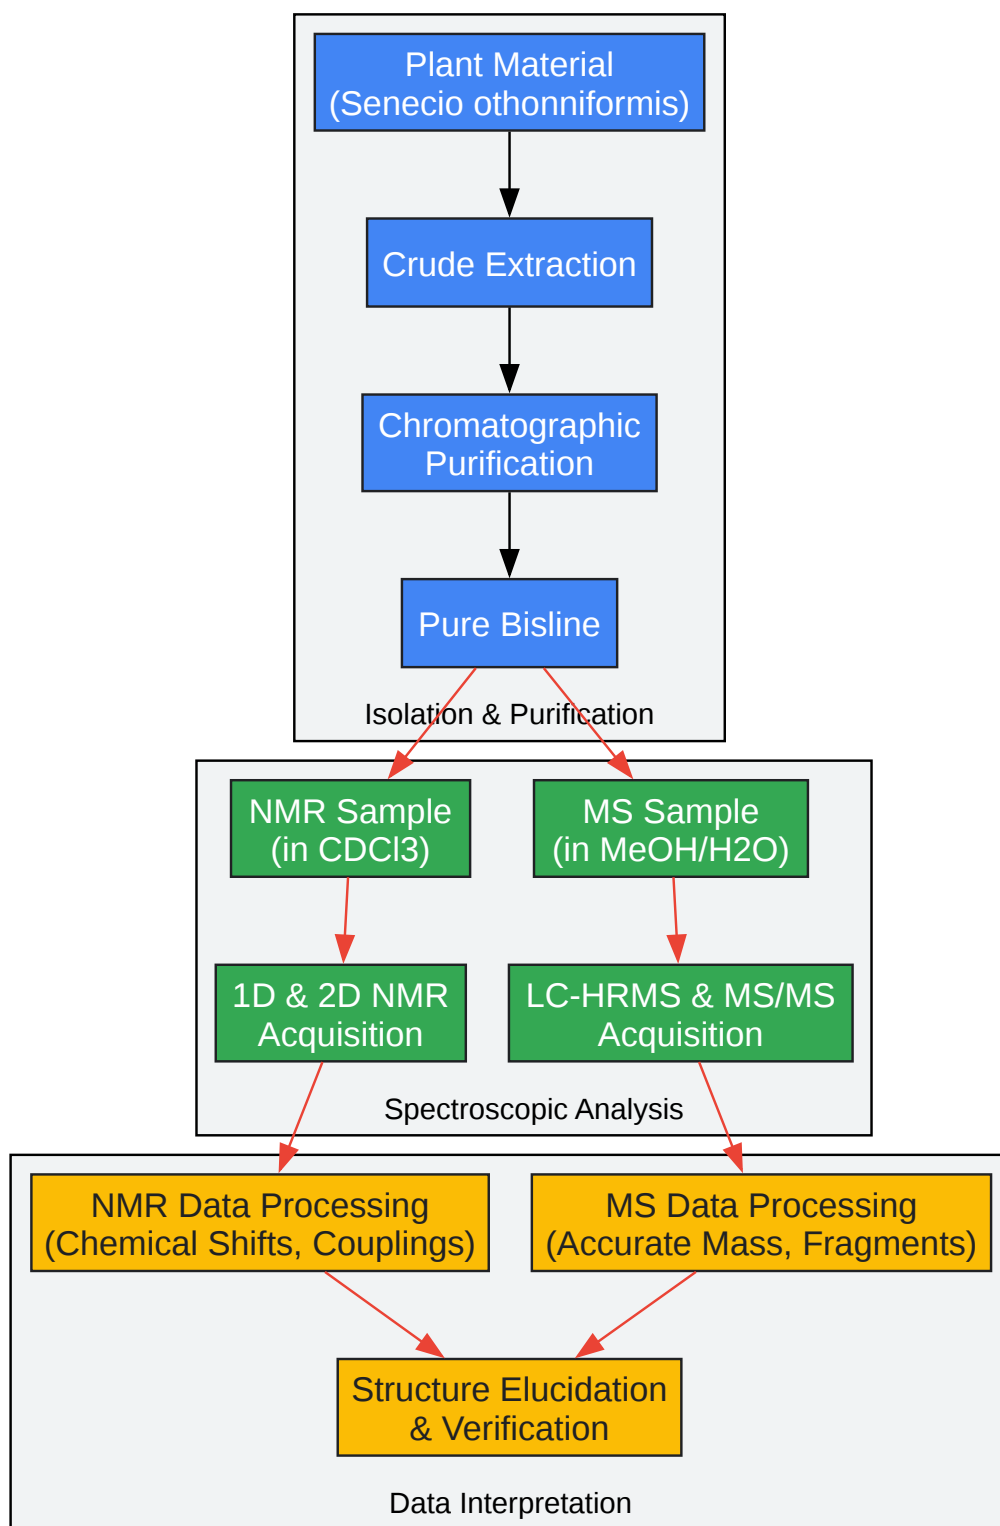 Plant Material
(Senecio othonniformis)
Crude Extraction
Chromatographic
Purification
Pure Bisline
Isolation & Purification
NMR Sample
(in CDCl3)
MS Sample
(in MeOH/H2O)
1D & 2D NMR
Acquisition
LC-HRMS & MS/MS
Acquisition
Spectroscopic Analysis
NMR Data Processing
(Chemical Shifts, Couplings)
MS Data Processing
(Accurate Mass, Fragments)
Structure Elucidation
& Verification
Data Interpretation